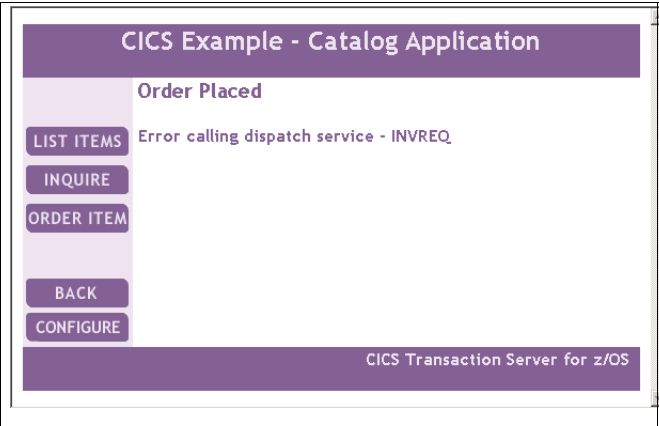 CICS Example - Catalog Application
Order Placed
Error calling dispatch service - INVREQ
LIST ITEMS
INQUIRE
ORDER ITEM
BACK
CONFIGURE
CICS Transaction Server for z/OS